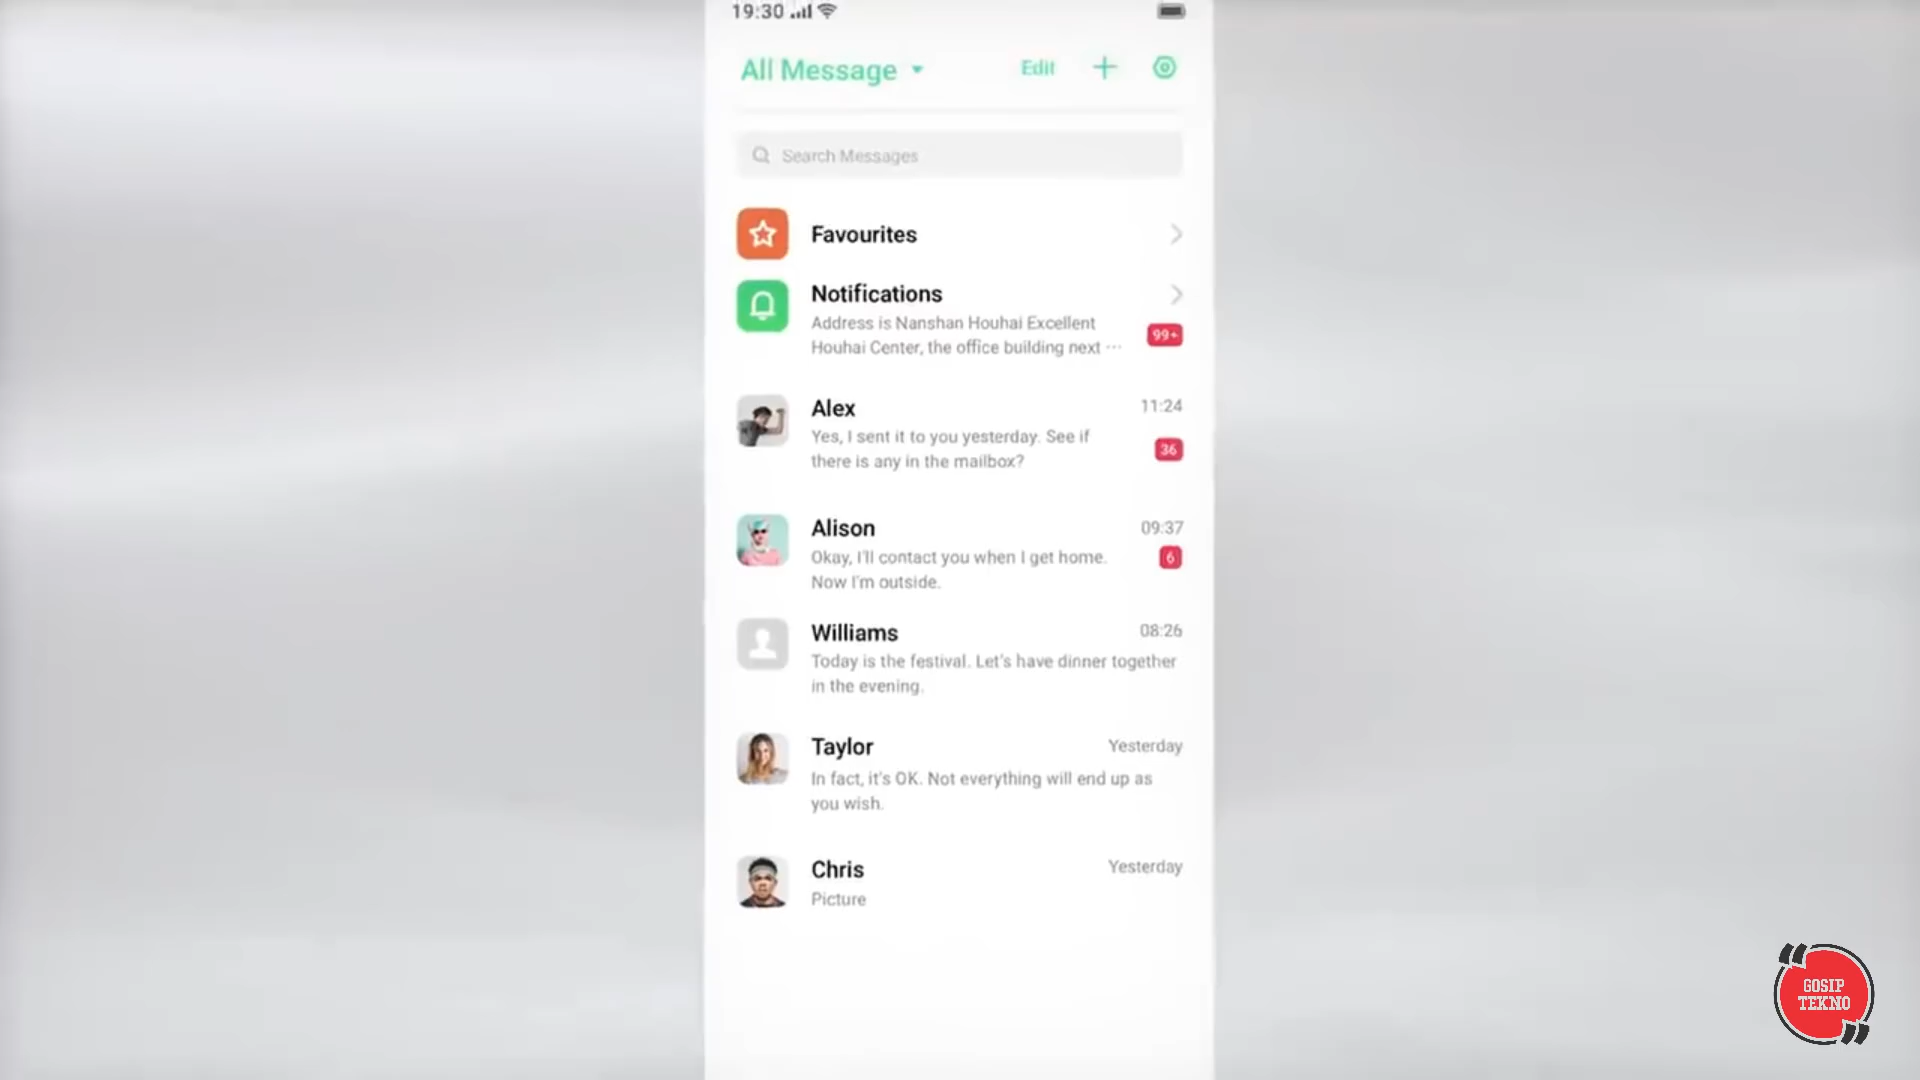 19:30
All Message
Edit
Search Messages
Favourites
Notifications
Address is Nanshan Houhai Excellent
Houhai Center, the office building next ···
99+
Alex
11:24
Yes, I sent it to you yesterday. See if
there is any in the mailbox?
36
Alison
09:37
Okay, I'll contact you when I get home.
Now I'm outside.
6
Williams
08:26
Today is the festival. Let's have dinner together
in the evening.
Taylor
Yesterday
In fact, it's OK. Not everything will end up as
you wish.
Chris
Yesterday
Picture
GOSIP
TEKNO